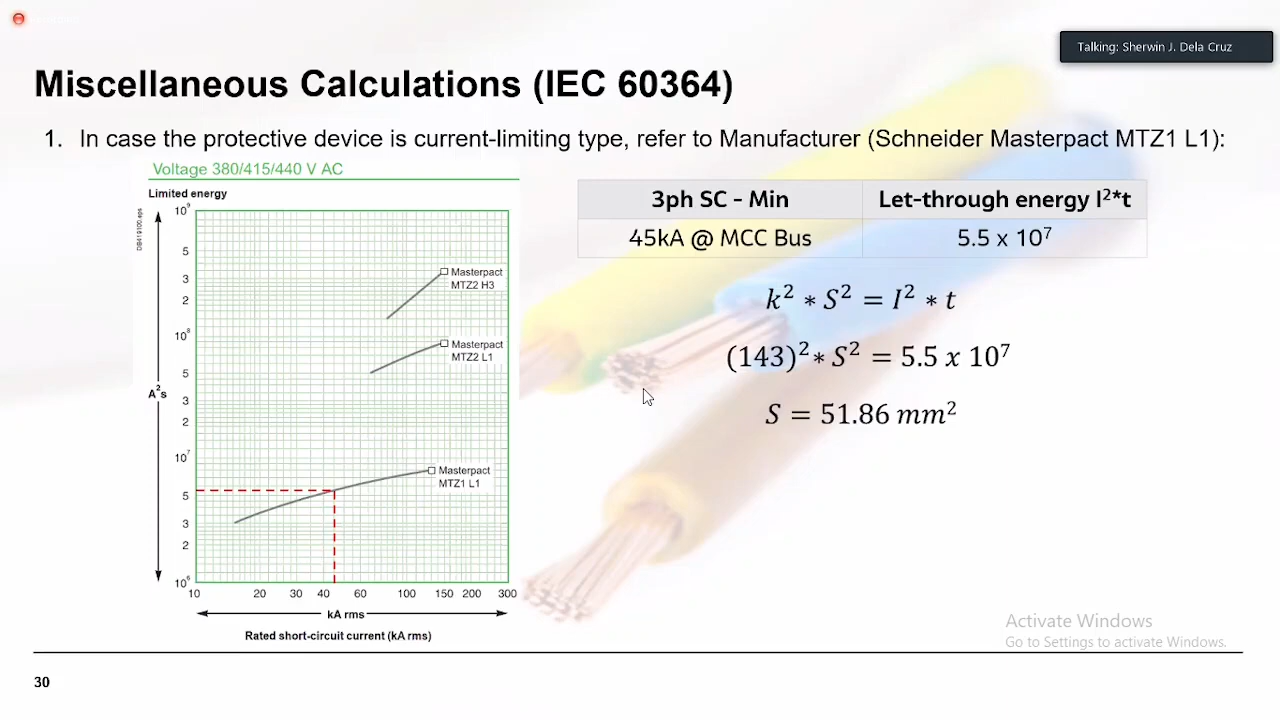 Talking: Sherwin J. Dela Cruz
Miscellaneous Calculations (IEC 60364)
1. In case the protective device is current-limiting type, refer to Manufacturer (Schneider Masterpact MTZ1 L1):
Voltage 380/415/440 V AC
Limited energy
DB419100.eps
10⁹
5
3
2
10⁸
5
3
2
10⁷
5
3
2
10⁶
A²s
Masterpact
MTZ2 H3
Masterpact
MTZ2 L1
Masterpact
MTZ1 L1
10 20 30 40 60 100 150 200 300
kA rms
Rated short-circuit current (kA rms)
3ph SC - Min Let-through energy I²*t
45kA @ MCC Bus 5.5 x 10⁷
k² * S² = I² * t
(143)² * S² = 5.5 x 10⁷
S = 51.86 mm²
Activate Windows
Go to Settings to activate Windows.
30